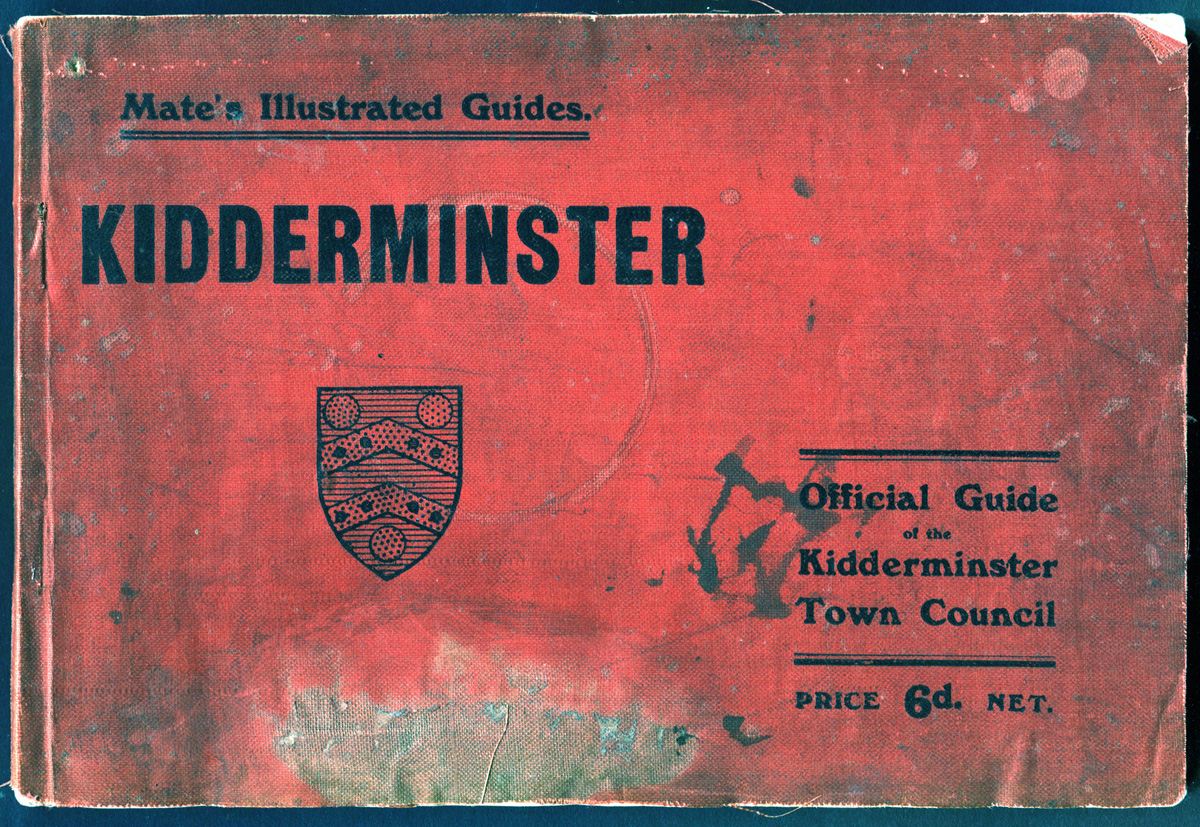 Mate's Illustrated Guides.
KIDDERMINSTER
Official Guide
of the
Kidderminster
Town Council
PRICE 6d. NET.